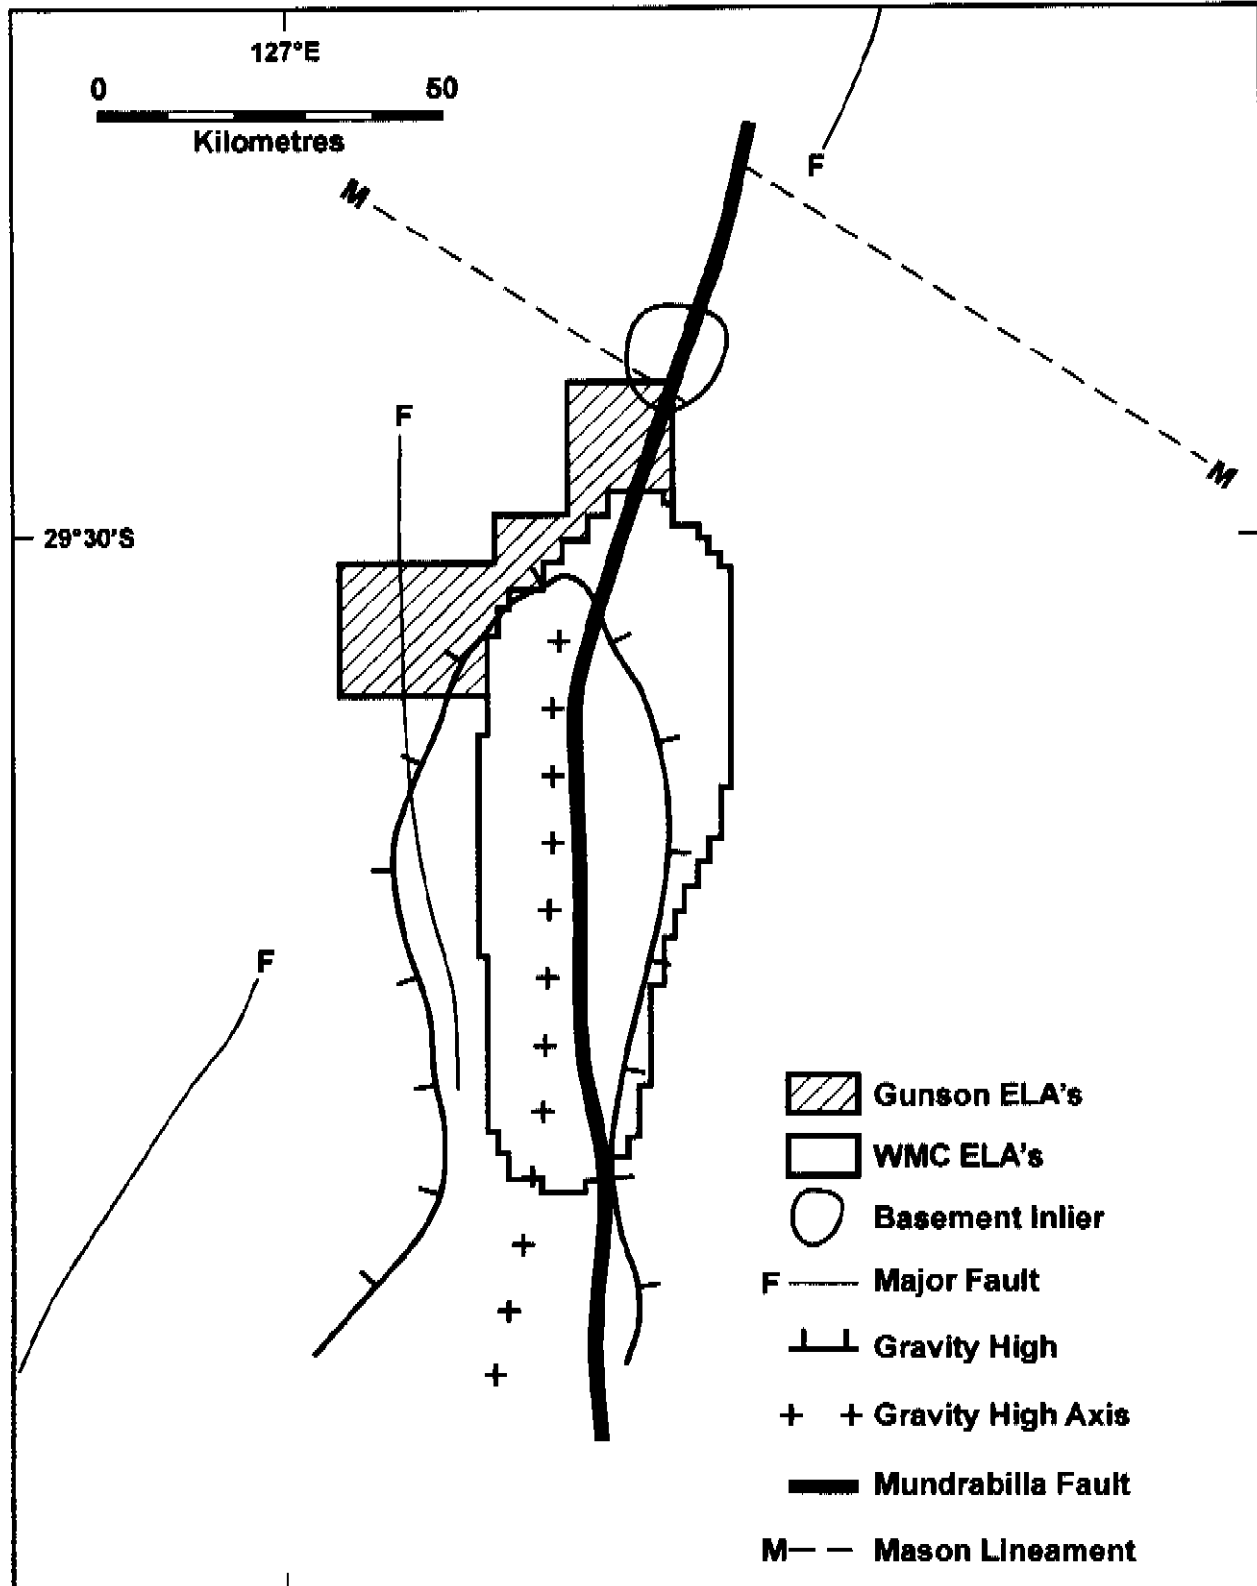 127°E
0 50
Kilometres
M
F
F
M
29°30'S
F
Gunson ELA's
WMC ELA's
Basement Inlier
F Major Fault
Gravity High
Gravity High Axis
Mundrabilla Fault
M Mason Lineament